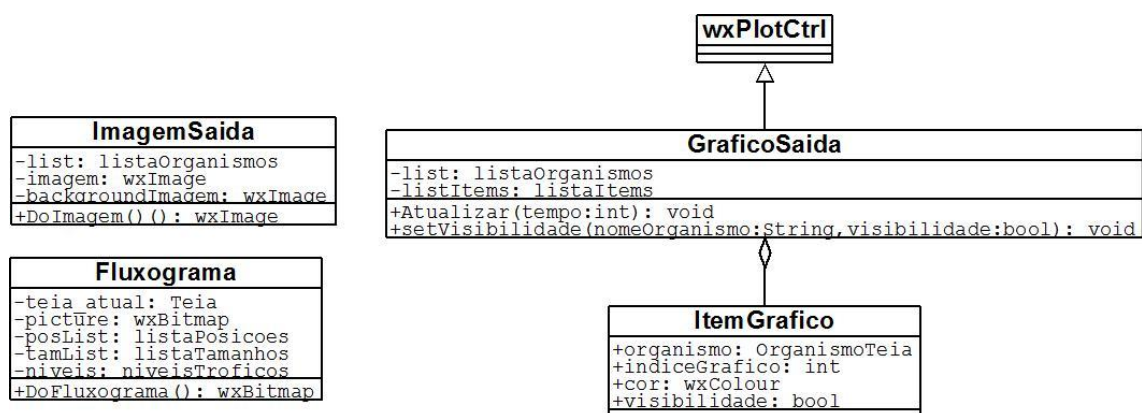 wxPlotCtrl
ImagemSaida
-list: listaOrganismos
-imagem: wxImage
-backgroundImagem: wxImage
+DoImagem()(): wxImage
GraficoSaida
-list: listaOrganismos
-listItems: listaItems
+Atualizar(tempo:int): void
+setVisibilidade(nomeOrganismo:String,visibilidade:bool): void
Fluxograma
-teia_atual: Teia
-picture: wxBitmap
-posList: listaPosicoes
-tamList: listaTamanhos
-niveis: niveisTroficos
+DoFluxograma(): wxBitmap
ItemGrafico
+organismo: OrganismoTeia
+indiceGrafico: int
+cor: wxColour
+visibilidade: bool